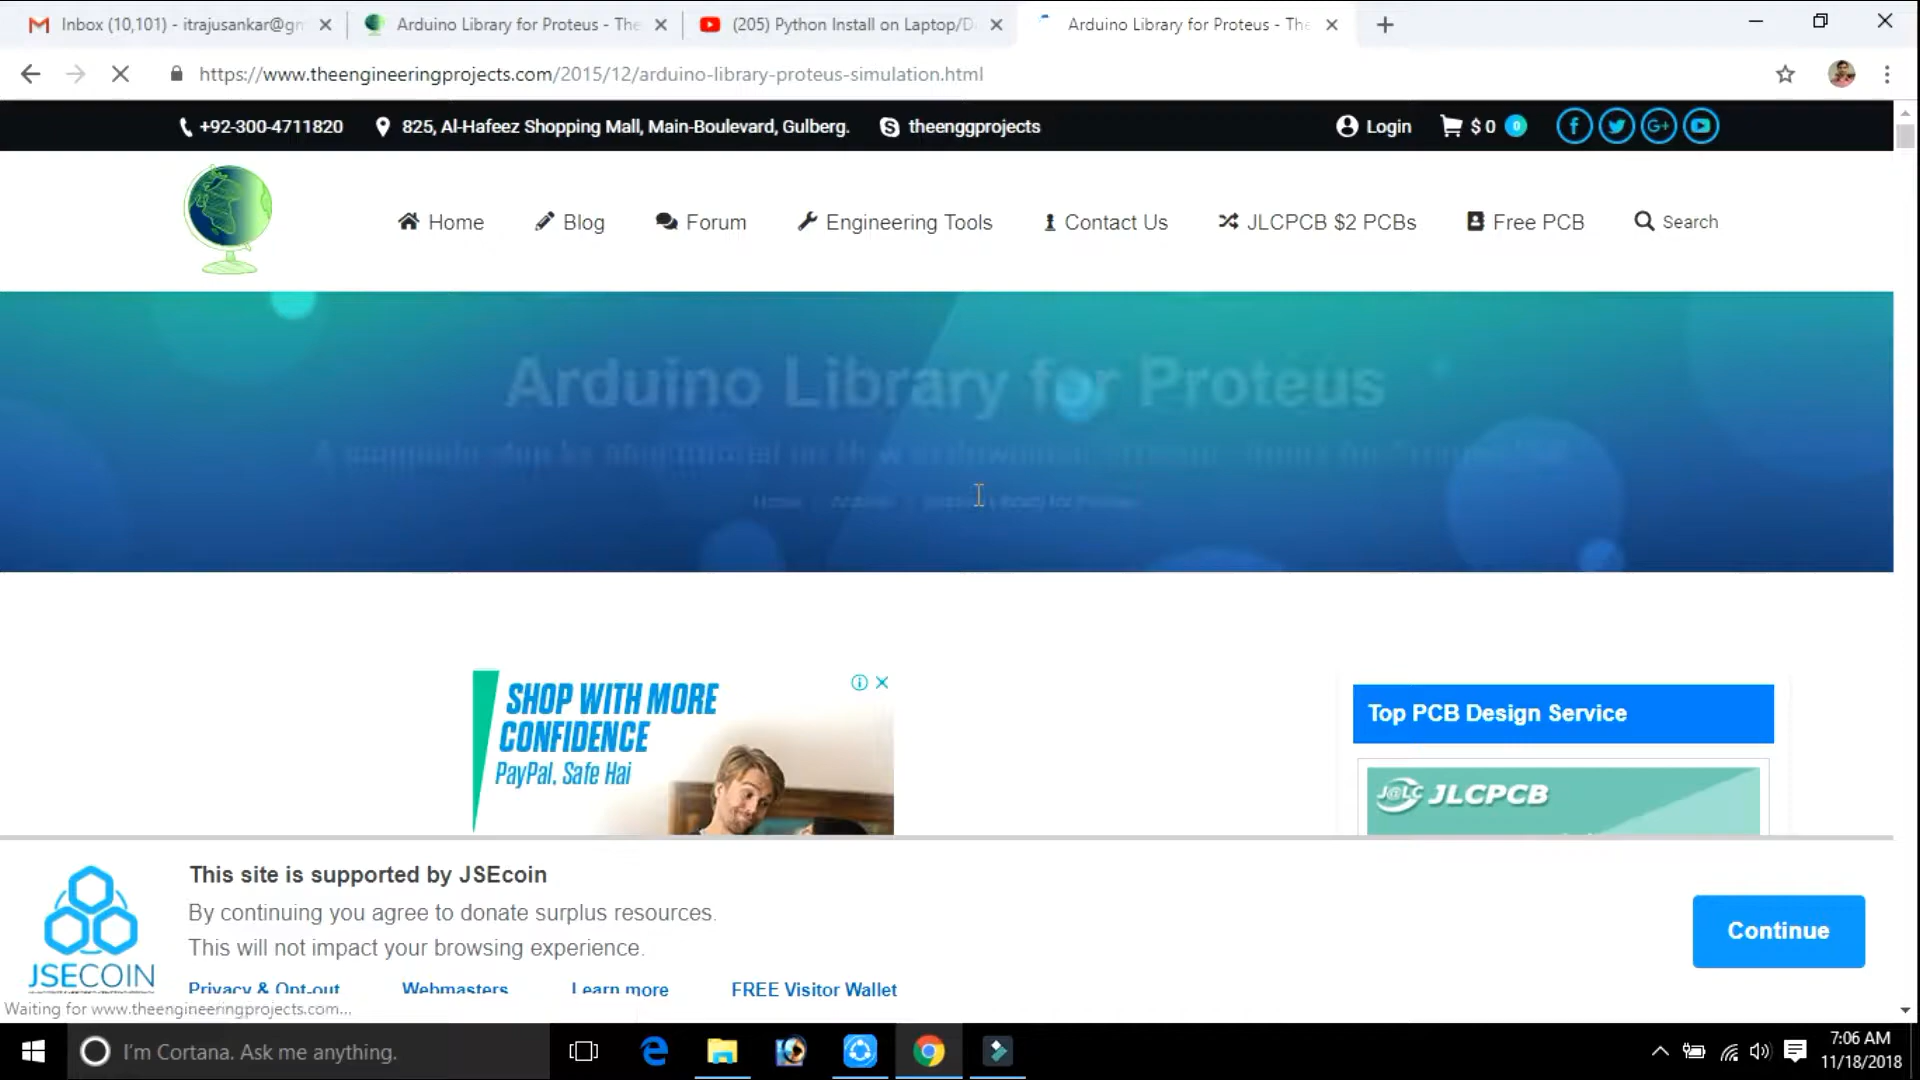 Inbox (10,101) - itrajusankar@gm
Arduino Library for Proteus - The
(205) Python Install on Laptop/D
Arduino Library for Proteus - The
https://www.theengineeringprojects.com/2015/12/arduino-library-proteus-simulation.html
+92-300-4711820
825, Al-Hafeez Shopping Mall, Main-Boulevard, Gulberg.
theenggprojects
Login
$ 0
0
Home
Blog
Forum
Engineering Tools
Contact Us
JLCPCB $2 PCBs
Free PCB
Search
Arduino Library for Proteus
SHOP WITH MORE
CONFIDENCE
PayPal, Safe Hai
Top PCB Design Service
J@LC JLCPCB
This site is supported by JSEcoin
By continuing you agree to donate surplus resources.
This will not impact your browsing experience.
Continue
JSECOIN
Privacy & Opt-out
Webmasters
Learn more
FREE Visitor Wallet
Waiting for www.theengineeringprojects.com...
I'm Cortana. Ask me anything.
7:06 AM
11/18/2018